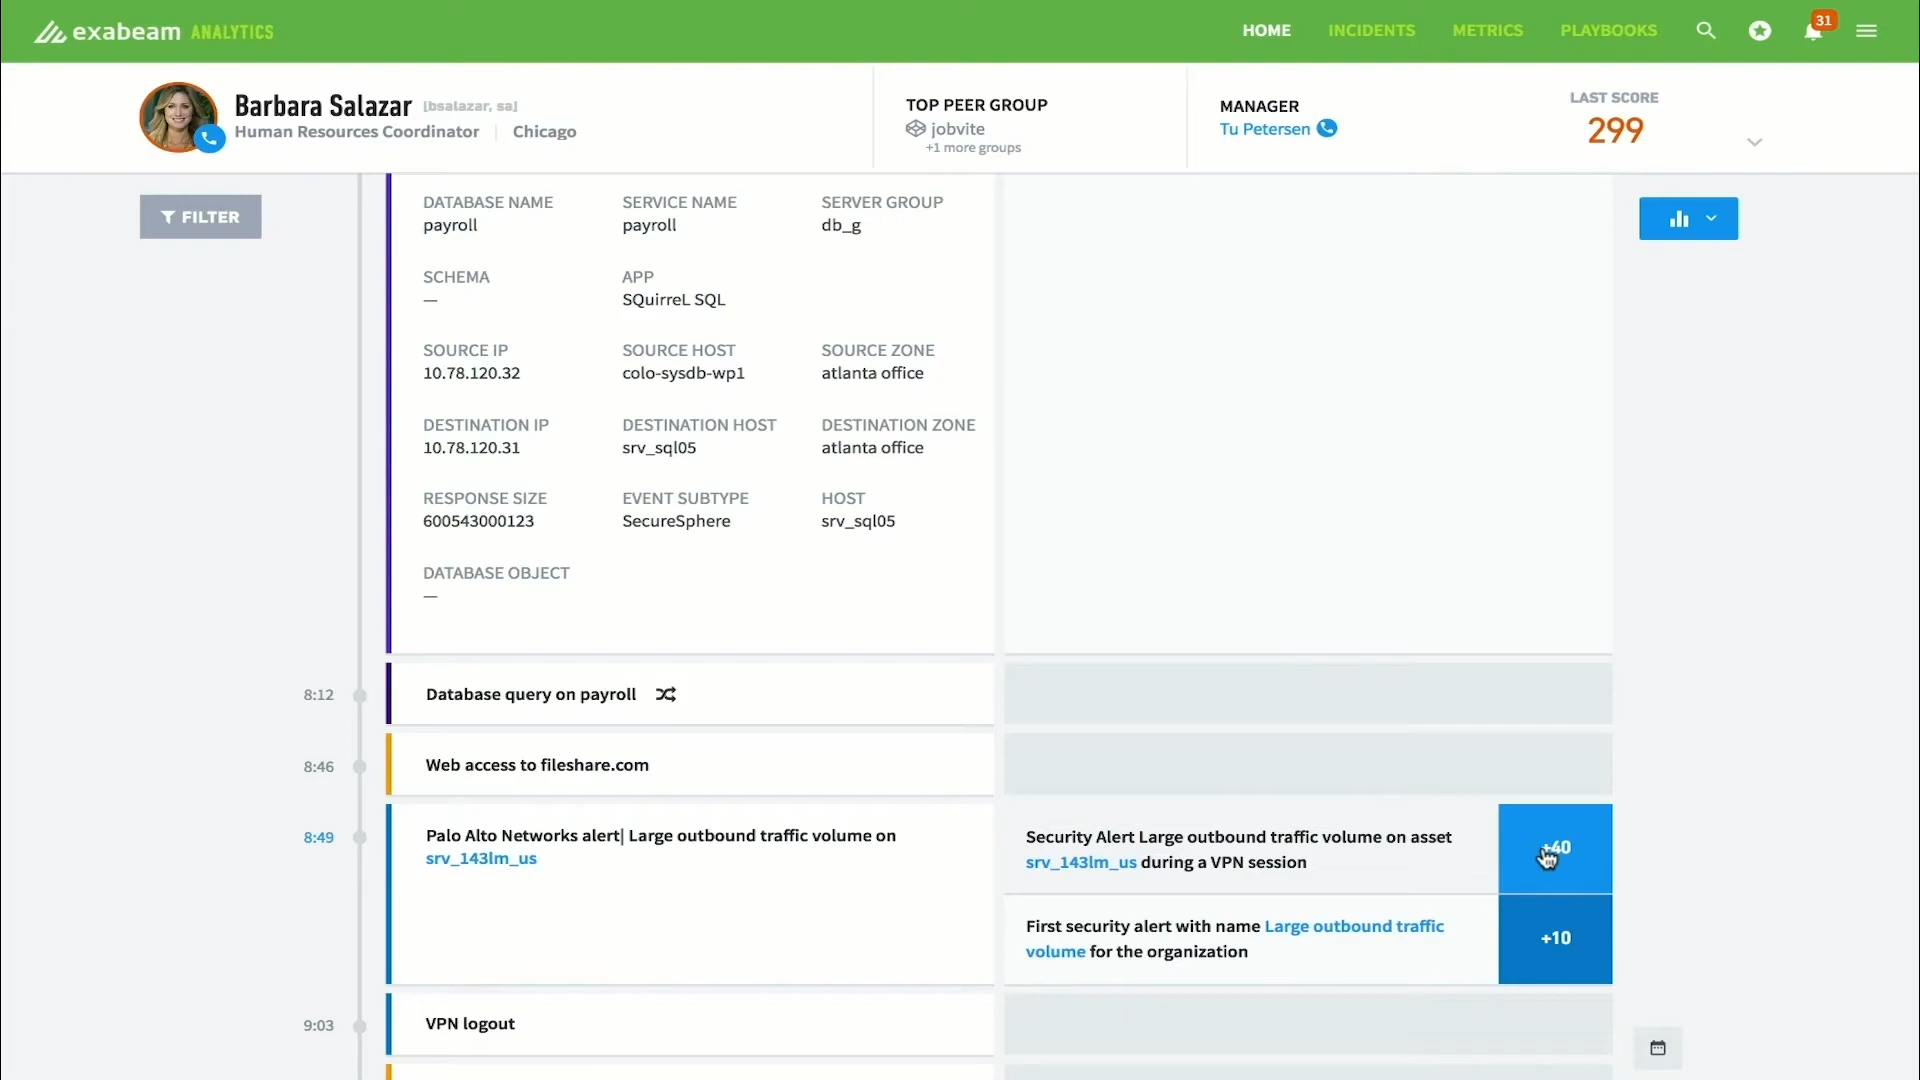 exabeam ANALYTICS
HOME INCIDENTS METRICS PLAYBOOKS 31
Barbara Salazar [bsalazar, sa]
Human Resources Coordinator Chicago
TOP PEER GROUP
jobvite
+1 more groups
MANAGER
Tu Petersen
LAST SCORE
299
FILTER
DATABASE NAME SERVICE NAME SERVER GROUP
payroll payroll db_g
SCHEMA APP
— SQuirreL SQL
SOURCE IP SOURCE HOST SOURCE ZONE
10.78.120.32 colo-sysdb-wp1 atlanta office
DESTINATION IP DESTINATION HOST DESTINATION ZONE
10.78.120.31 srv_sql05 atlanta office
RESPONSE SIZE EVENT SUBTYPE HOST
600543000123 SecureSphere srv_sql05
DATABASE OBJECT
—
8:12 Database query on payroll
8:46 Web access to fileshare.com
8:49 Palo Alto Networks alert| Large outbound traffic volume on
srv_143lm_us
Security Alert Large outbound traffic volume on asset
srv_143lm_us during a VPN session
+40
First security alert with name Large outbound traffic
volume for the organization
+10
9:03 VPN logout